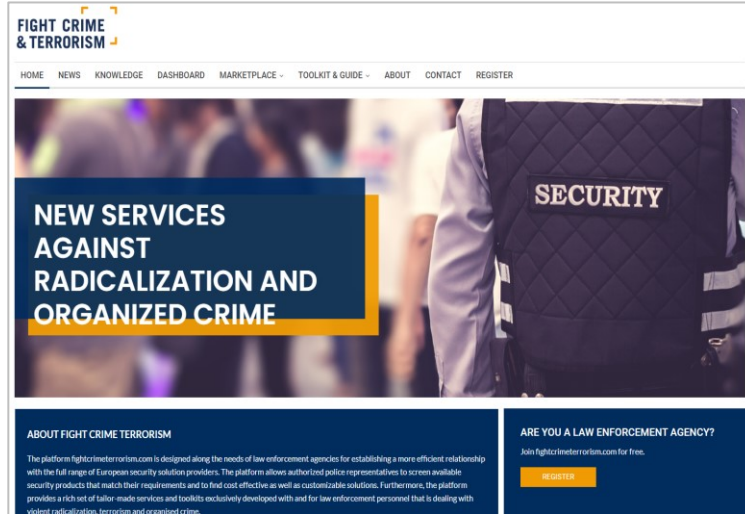 FIGHT CRIME
& TERRORISM
HOME NEWS KNOWLEDGE DASHBOARD MARKETPLACE TOOLKIT & GUIDE ABOUT CONTACT REGISTER
SECURITY
NEW SERVICES
AGAINST
RADICALIZATION AND
ORGANIZED CRIME
ABOUT FIGHT CRIME TERRORISM
The platform fightcrimeterrorism.com is designed along the needs of law enforcement agencies for establishing a more efficient relationship
with the full range of European security solution providers. The platform allows authorized police representatives to screen available
security products that match their requirements and to find cost effective as well as customizable solutions. Furthermore, the platform
provides a rich set of tailor-made services and toolkits exclusively developed with and for law enforcement personnel that is dealing with
violent radicalization, terrorism and organised crime.
ARE YOU A LAW ENFORCEMENT AGENCY?
Join fightcrimeterrorism.com for free.
REGISTER